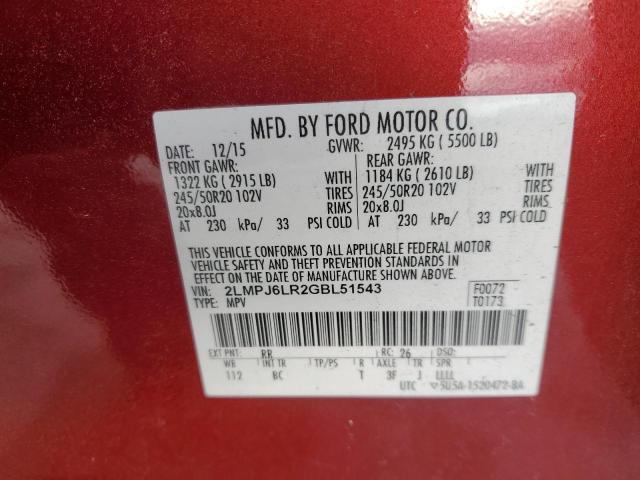 MFD. BY FORD MOTOR CO.
DATE: 12/15 GVWR: 2495 KG ( 5500 LB)
FRONT GAWR: REAR GAWR:
1322 KG ( 2915 LB) WITH 1184 KG ( 2610 LB) WITH
245/50R20 102V TIRES 245/50R20 102V TIRES
20x8.0J RIMS 20x8.0J RIMS
AT 230 kPa/ 33 PSI COLD AT 230 kPa/ 33 PSI COLD
THIS VEHICLE CONFORMS TO ALL APPLICABLE FEDERAL MOTOR
VEHICLE SAFETY AND THEFT PREVENTION STANDARDS IN
EFFECT ON THE DATE OF MANUFACTURE SHOWN ABOVE.
VIN: 2LMPJ6LR2GBL51543 F0072
TYPE: MPV T0173
EXT PNT: RR RC: 26 DSO:
WB INT TR TP/PS R AXLE TR SPR
112 BC T 3F J LLLL
UTC ▽5U5A-1520472-BA